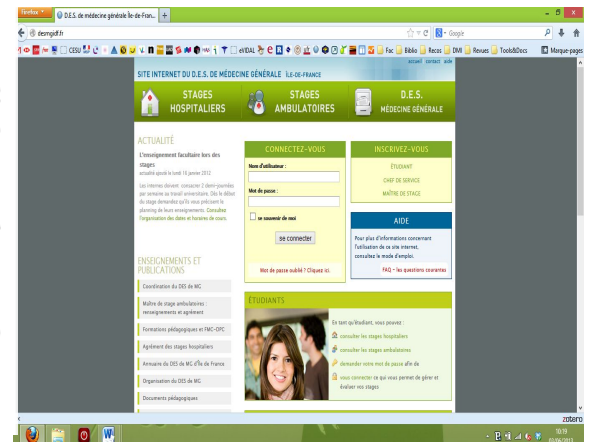 Firefox
D.E.S. de médecine générale Île-de-Fran...
desmgidf.fr
Google
CESU
eVIDAL
Fac
Biblio
Recos
DMI
Revues
Tools&Docs
Marque-pages
accueil contact aide
SITE INTERNET DU D.E.S. DE MÉDECINE GÉNÉRALE ÎLE-DE-FRANCE
STAGES
HOSPITALIERS
STAGES
AMBULATOIRES
D.E.S.
MÉDECINE GÉNÉRALE
ACTUALITÉ
L'enseignement facultaire lors des
stages
actualité ajouté le lundi 16 janvier 2012
Les internes doivent consacrer 2 demi-journées
par semaine au travail universitaire. Dès le début
du stage demandez qu'ils vous précisent le
planning de leurs enseignements. Consultez
l'organisation des dates et horaires de cours.
ENSEIGNEMENTS ET
PUBLICATIONS
Coordination du DES de MG
Maître de stage ambulatoires :
renseignements et agrément
Formations pédagogiques et FMC-DPC
Agrément des stages hospitaliers
Annuaire du DES de MG d'Île de France
Organisation du DES de MG
Documents pédagogiques
CONNECTEZ-VOUS
Nom d'utilisateur :
Mot de passe :
se souvenir de moi
se connecter
Mot de passe oublié ? Cliquez ici.
INSCRIVEZ-VOUS
ÉTUDIANT
CHEF DE SERVICE
MAÎTRE DE STAGE
AIDE
Pour plus d'informations concernant
l'utilisation de ce site internet,
consultez le mode d'emploi.
FAQ - les questions courantes
ÉTUDIANTS
En tant qu'étudiant, vous pouvez :
consulter les stages hospitaliers
consulter les stages ambulatoires
demander votre mot de passe afin de
vous connecter ce qui vous permet de gérer et
évaluer vos stages
zotero
10:19